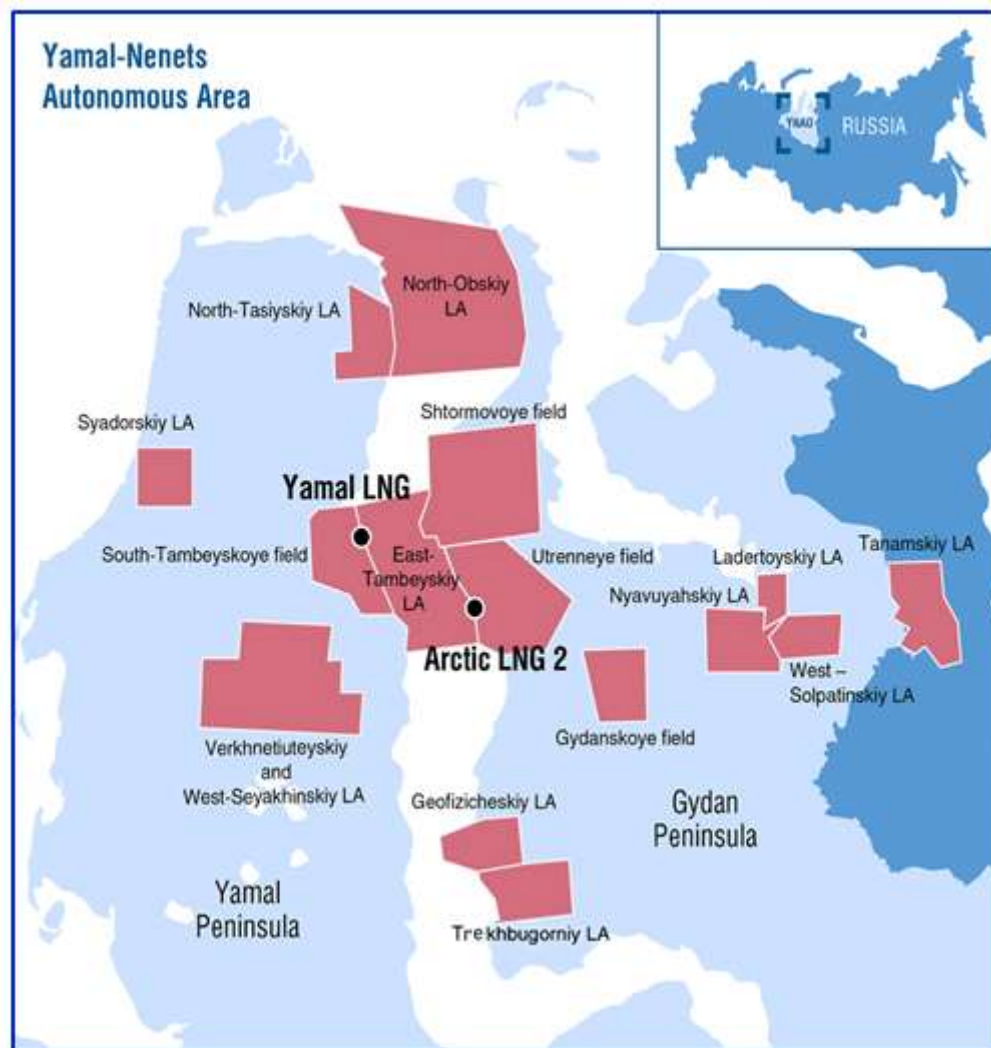 Yamal-Nenets
Autonomous Area
YNAO
RUSSIA
North-Obskiy
LA
North-Tasiyskiy LA
Shtormovoye field
Syadorskiy LA
Yamal LNG
South-Tambeyskoye field
East-
Tambeyskiy
LA
Utrenneye field
Ladertoyskiy LA
Tanamskiy LA
Nyavuyahskiy LA
Arctic LNG 2
West –
Solpatinskiy LA
Gydanskoye field
Verkhnetiuteyskiy
and
West-Seyakhinskiy LA
Geofizicheskiy LA
Gydan
Peninsula
Yamal
Peninsula
Trekhbugorniy LA